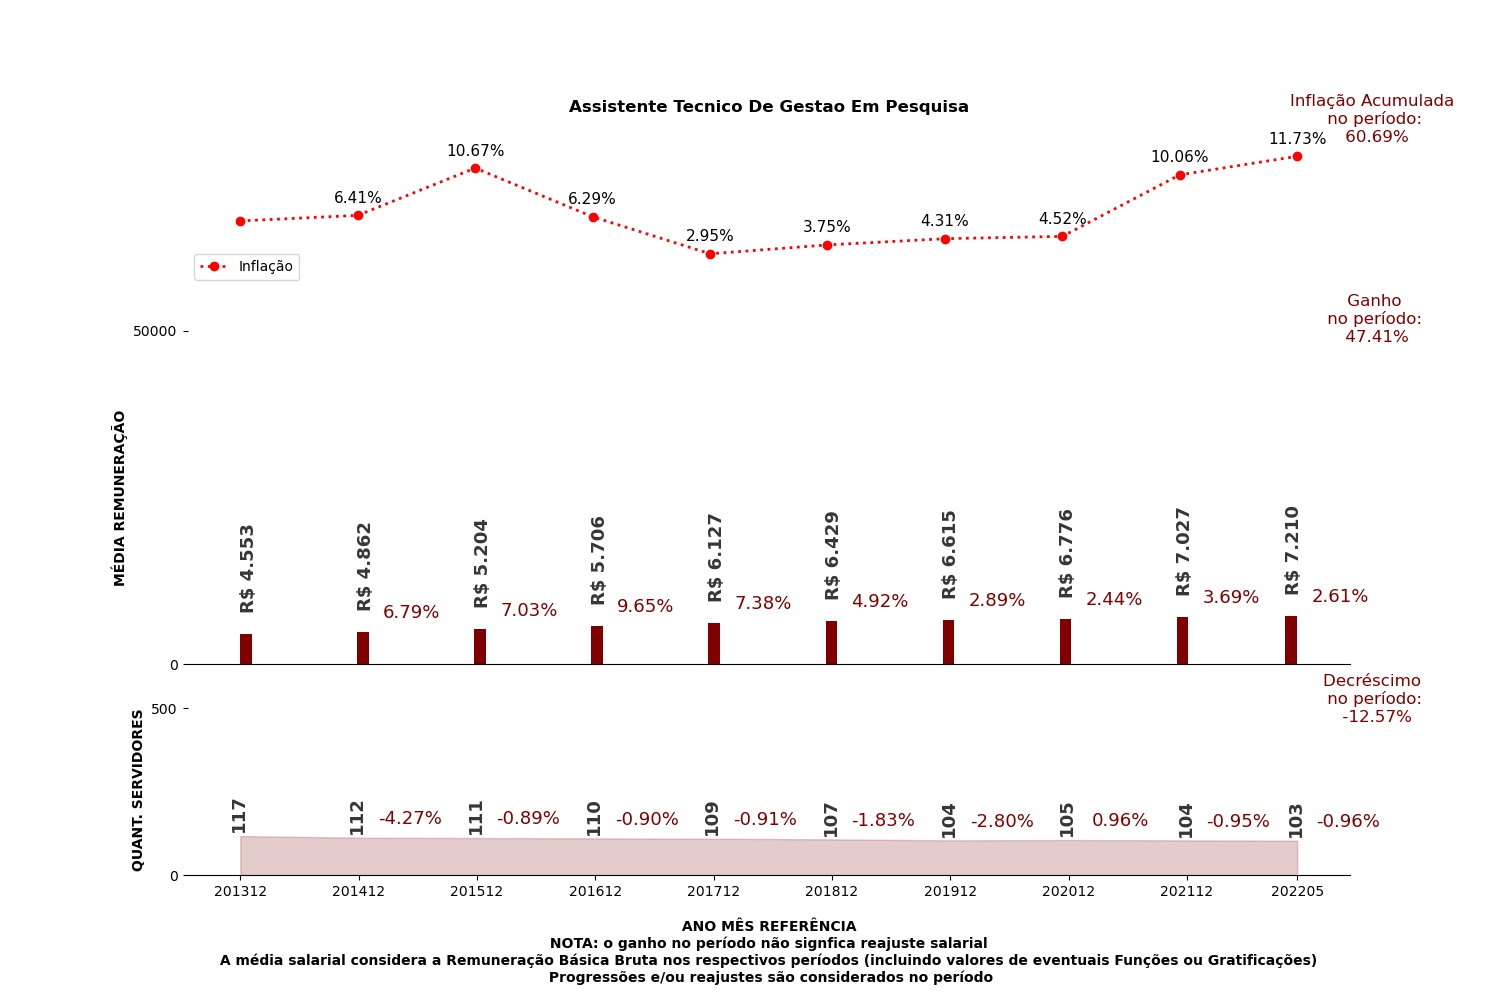 Assistente Tecnico De Gestao Em Pesquisa
Inflação Acumulada
no período:
60.69%
6.41%
10.67%
6.29%
2.95%
3.75%
4.31%
4.52%
10.06%
11.73%
Inflação
Ganho
no período:
47.41%
MÉDIA REMUNERAÇÃO
50000
0
R$ 4.553
R$ 4.862
R$ 5.204
R$ 5.706
R$ 6.127
R$ 6.429
R$ 6.615
R$ 6.776
R$ 7.027
R$ 7.210
6.79%
7.03%
9.65%
7.38%
4.92%
2.89%
2.44%
3.69%
2.61%
Decréscimo
no período:
-12.57%
QUANT. SERVIDORES
500
0
117
112
111
110
109
107
104
105
104
103
-4.27%
-0.89%
-0.90%
-0.91%
-1.83%
-2.80%
0.96%
-0.95%
-0.96%
201312
201412
201512
201612
201712
201812
201912
202012
202112
202205
ANO MÊS REFERÊNCIA
NOTA: o ganho no período não signfica reajuste salarial
A média salarial considera a Remuneração Básica Bruta nos respectivos períodos (incluindo valores de eventuais Funções ou Gratificações)
Progressões e/ou reajustes são considerados no período